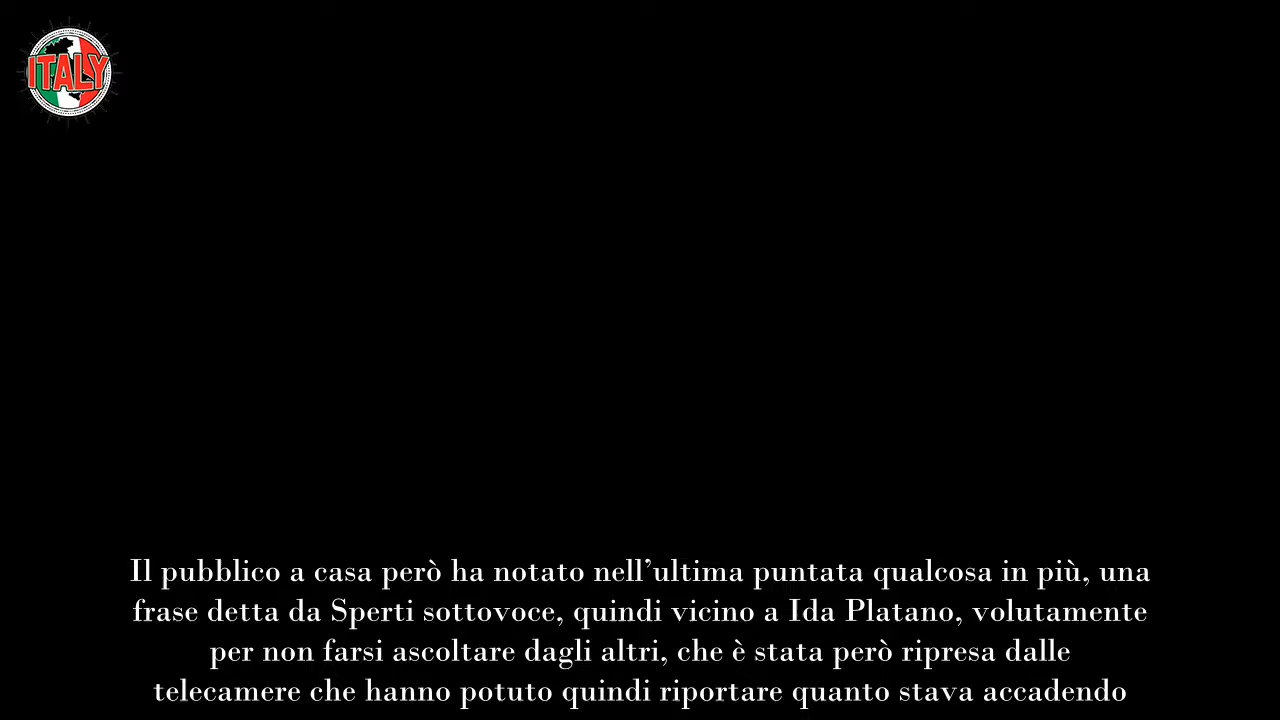 ITALY
Il pubblico a casa però ha notato nell’ultima puntata qualcosa in più, una
frase detta da Sperti sottovoce, quindi vicino a Ida Platano, volutamente
per non farsi ascoltare dagli altri, che è stata però ripresa dalle
telecamere che hanno potuto quindi riportare quanto stava accadendo